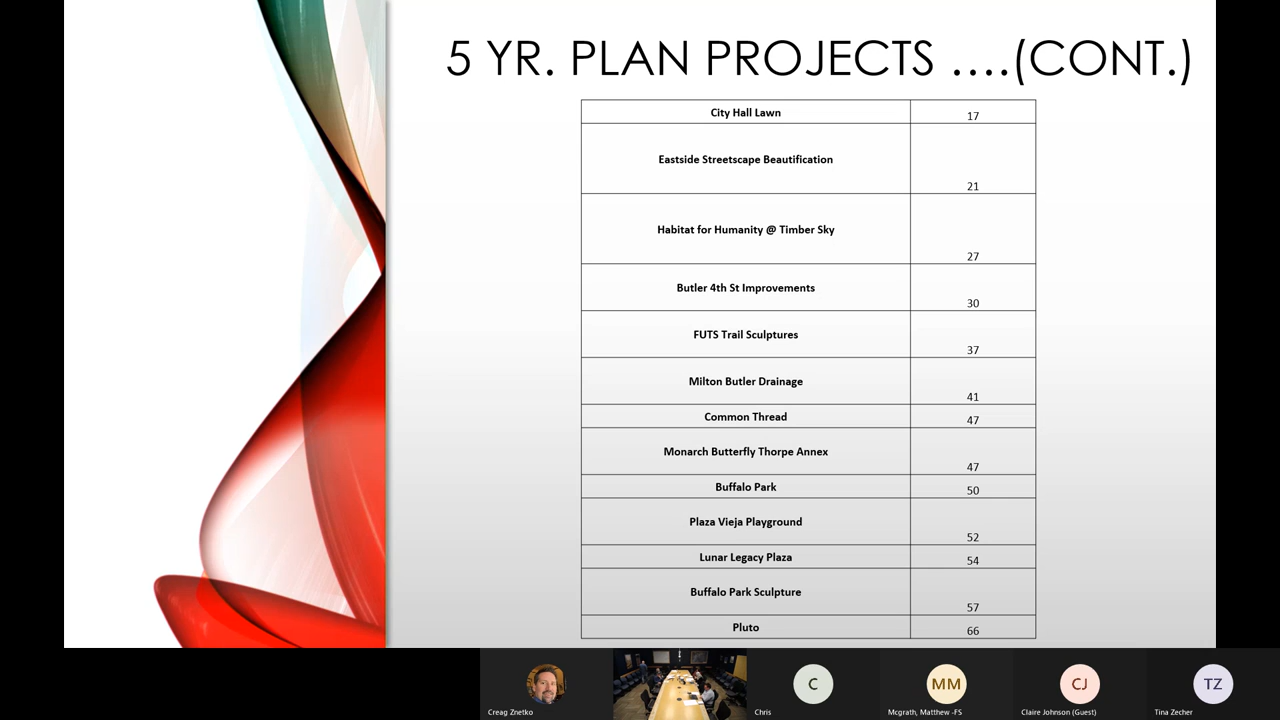 5 YR. PLAN PROJECTS ....(CONT.)
City Hall Lawn 17
Eastside Streetscape Beautification 21
Habitat for Humanity @ Timber Sky 27
Butler 4th St Improvements 30
FUTS Trail Sculptures 37
Milton Butler Drainage 41
Common Thread 47
Monarch Butterfly Thorpe Annex 47
Buffalo Park 50
Plaza Vieja Playground 52
Lunar Legacy Plaza 54
Buffalo Park Sculpture 57
Pluto 66
C MM CJ TZ
Creag Znetko Chris Mcgrath, Matthew -FS Claire Johnson (Guest) Tina Zecher